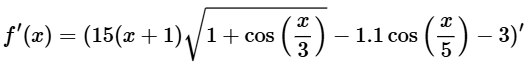 f'(x) = (15(x + 1)√(1 + cos(x/3)) − 1.1 cos(x/5) − 3)'